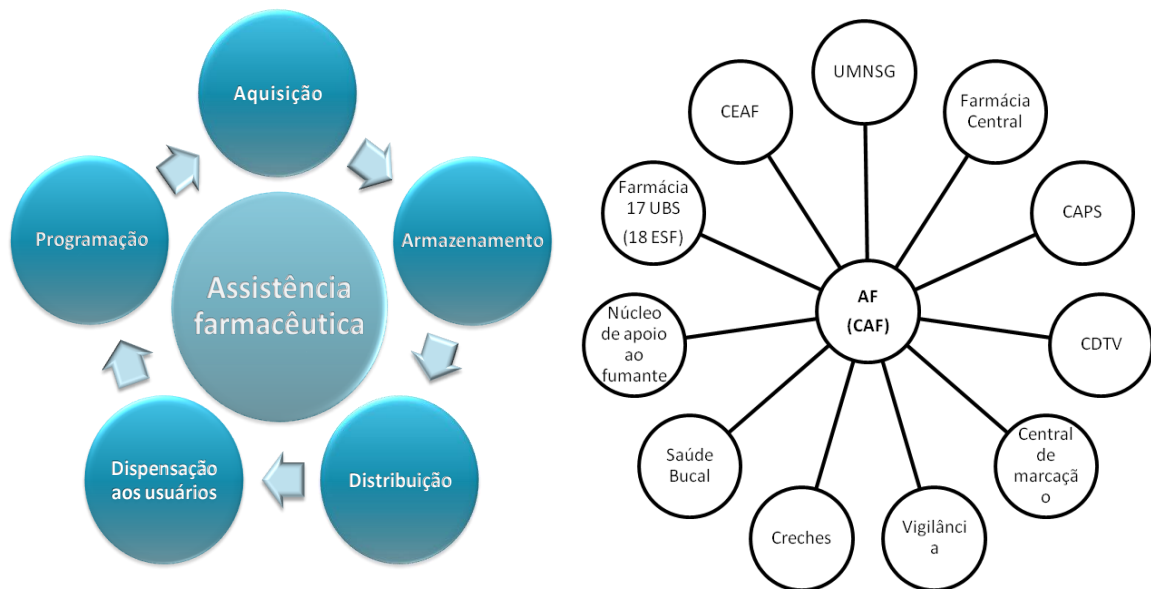 Aquisição
Armazenamento
Distribuição
Dispensação
aos usuários
Programação
Assistência
farmacêutica
UMNSG
Farmácia
Central
CAPS
CDTV
Central
de
marcaçã
o
Vigilânci
a
Creches
Saúde
Bucal
Núcleo
de apoio
ao
fumante
Farmácia
17 UBS
(18 ESF)
CEAF
AF
(CAF)